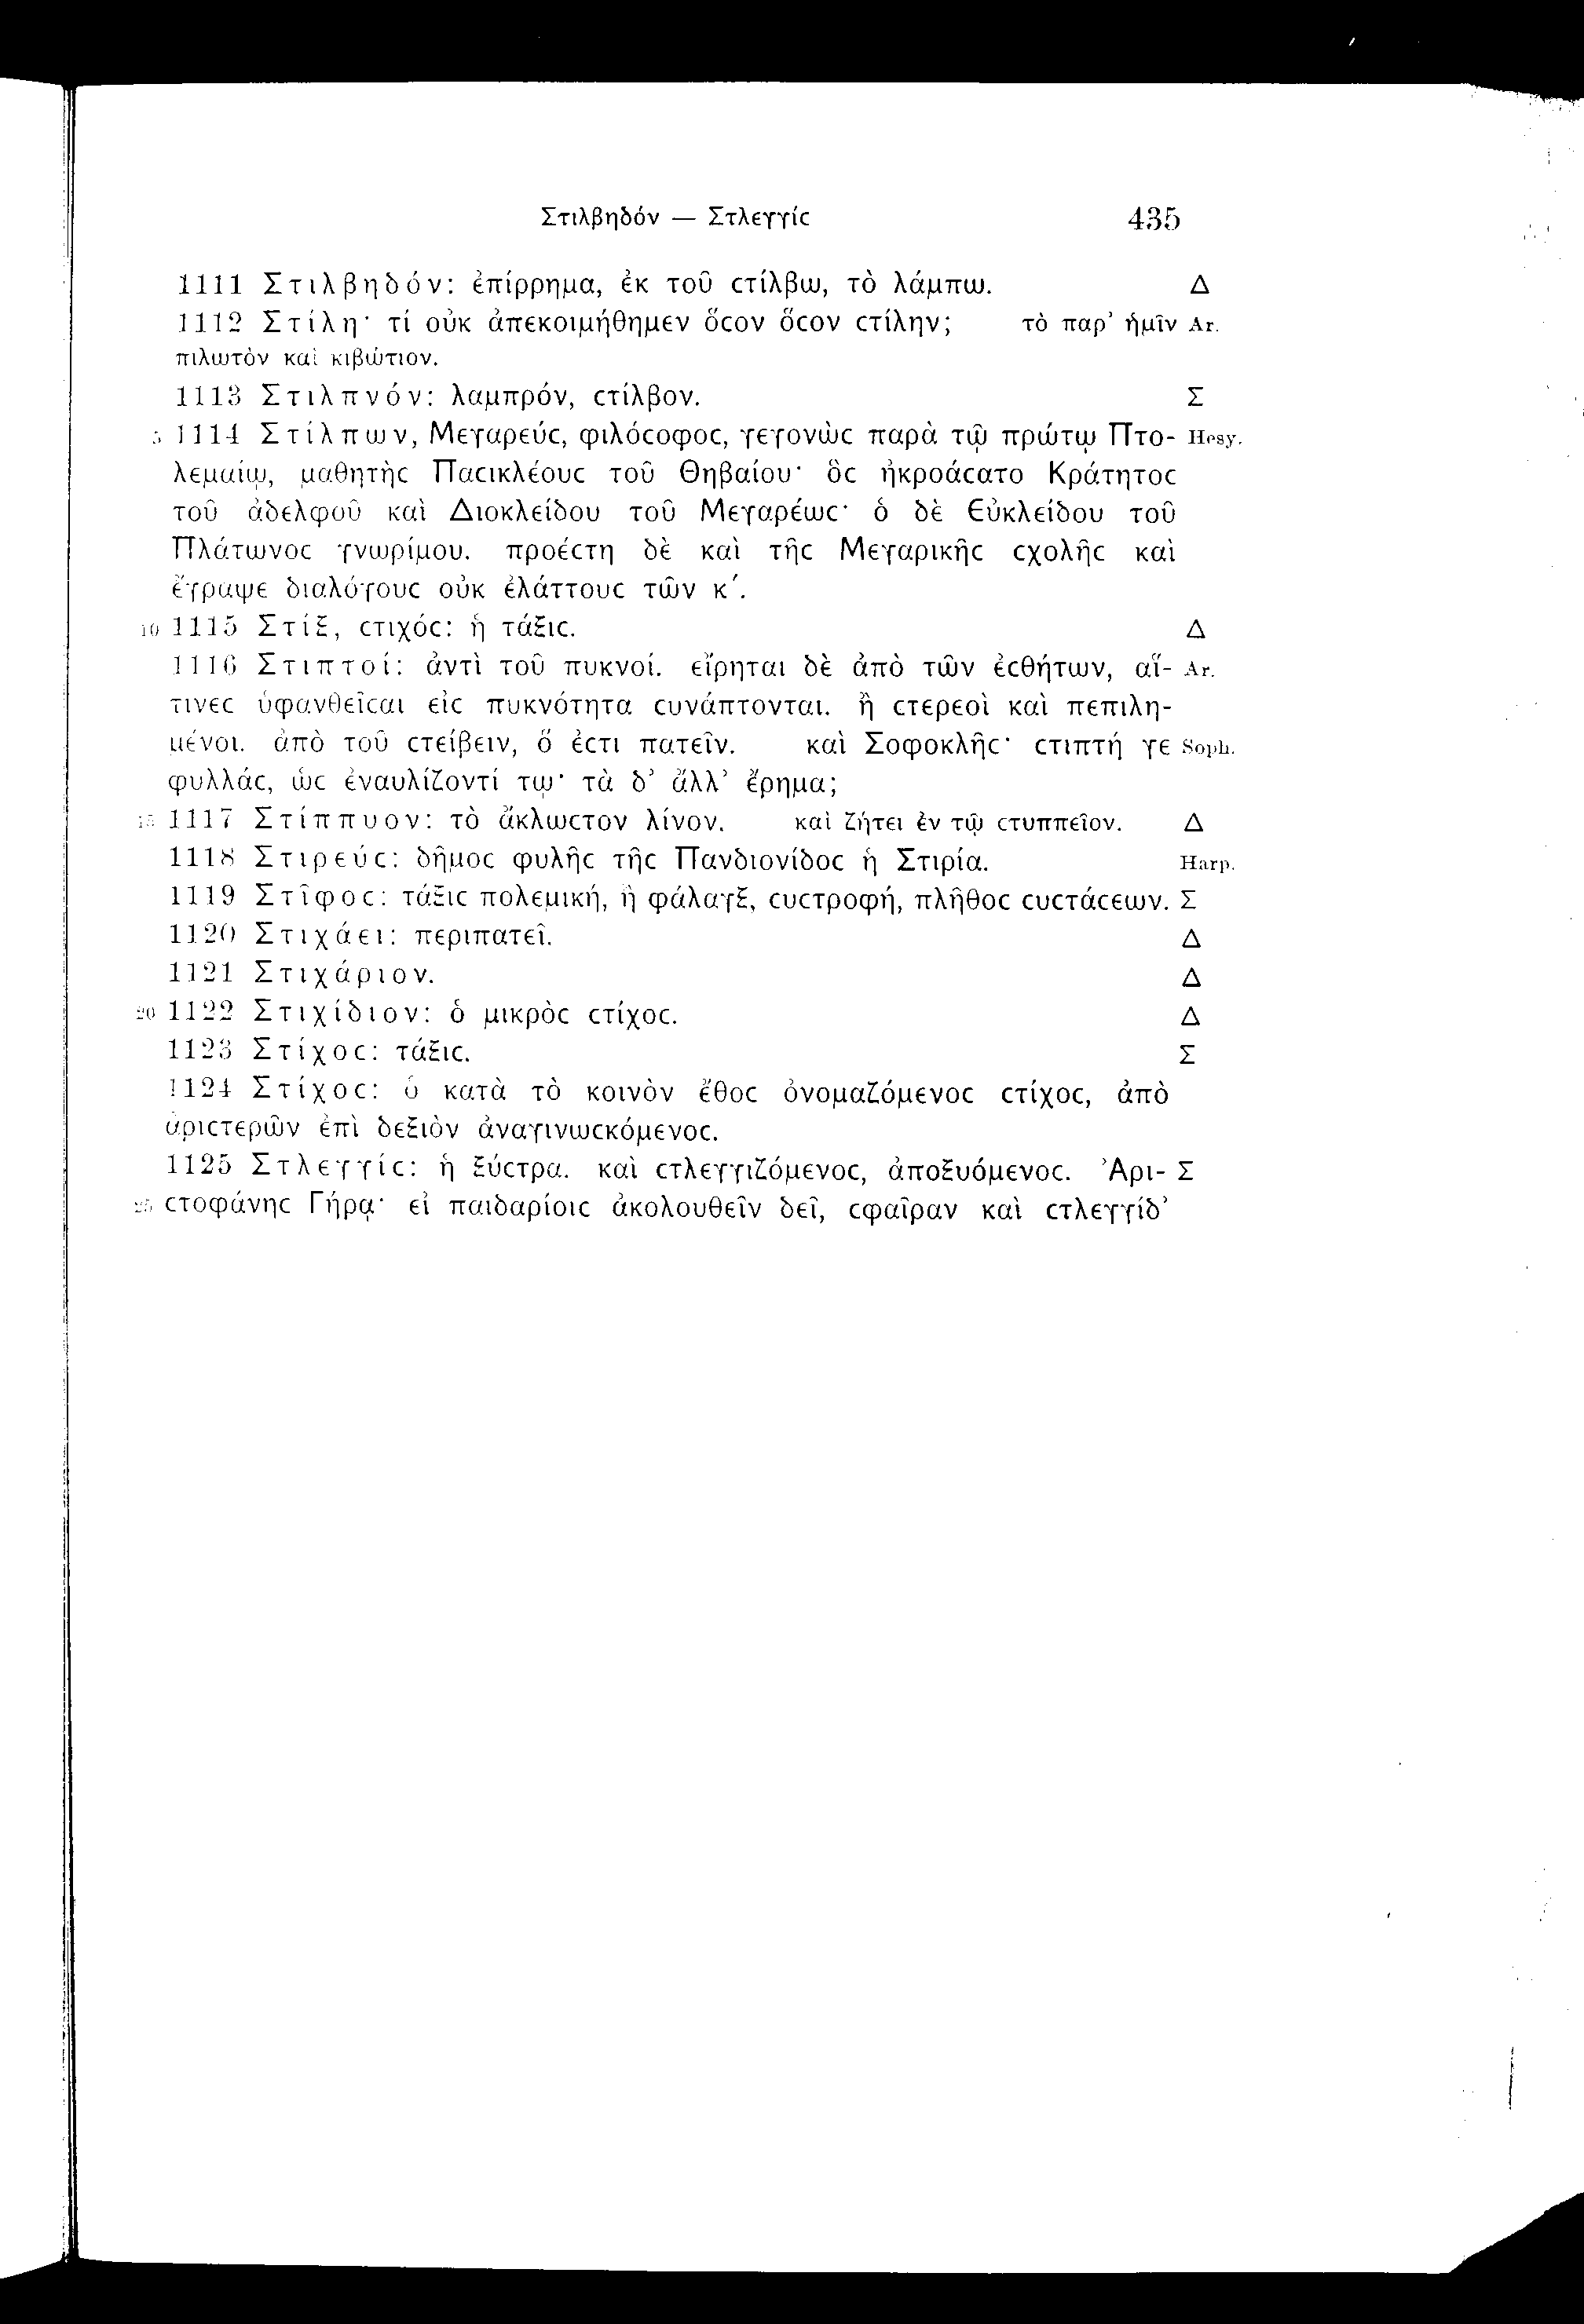 Στιλβηδόν — Στλεγγίϲ 435
1111 Στιλβηδόν: ἐπίρρημα, ἐκ τοῦ ϲτίλβω, τὸ λάμπω. Δ
1112 Στίλη· τί οὐκ ἀπεκοιμήθημεν ὅϲον ὅϲον ϲτίλην; τὸ παρ’ ἡμῖν Ar.
πιλωτὸν καὶ κιβώτιον.
1113 Στιλπνόν: λαμπρόν, ϲτίλβον. Σ
5 1114 Στίλπων, Μεγαρεύϲ, φιλόϲοφοϲ, γεγονὼϲ παρὰ τῷ πρώτῳ Πτο- Hesy.
λεμαίῳ, μαθητὴϲ Παϲικλέουϲ τοῦ Θηβαίου· ὃϲ ἠκροάϲατο Κράτητοϲ
τοῦ ἀδελφοῦ καὶ Διοκλείδου τοῦ Μεγαρέωϲ· ὁ δὲ Εὐκλείδου τοῦ
Πλάτωνοϲ γνωρίμου. προέϲτη δὲ καὶ τῆϲ Μεγαρικῆϲ ϲχολῆϲ καὶ
ἔγραψε διαλόγουϲ οὐκ ἐλάττουϲ τῶν κ´.
10 1115 Στίξ, ϲτιχόϲ: ἡ τάξιϲ. Δ
1116 Στιπτοί: ἀντὶ τοῦ πυκνοί. εἴρηται δὲ ἀπὸ τῶν ἐϲθήτων, αἵ- Ar.
τινεϲ ὑφανθεῖϲαι εἰϲ πυκνότητα ϲυνάπτονται. ἢ ϲτερεοὶ καὶ πεπιλη-
μένοι. ἀπὸ τοῦ ϲτείβειν, ὅ ἐϲτι πατεῖν. καὶ Σοφοκλῆϲ· ϲτιπτή γε Soph.
φυλλάϲ, ὡϲ ἐναυλίζοντί τῳ· τὰ δ’ ἄλλ’ ἔρημα;
15 1117 Στίππυον: τὸ ἄκλωϲτον λίνον. καὶ ζήτει ἐν τῷ ϲτυππεῖον. Δ
1118 Στιρεύϲ: δῆμοϲ φυλῆϲ τῆϲ Πανδιονίδοϲ ἡ Στιρία. Harp.
1119 Στῖφοϲ: τάξιϲ πολεμική, ἢ φάλαγξ, ϲυϲτροφή, πλῆθοϲ ϲυϲτάϲεων. Σ
1120 Στιχάει: περιπατεῖ. Δ
1121 Στιχάριον. Δ
20 1122 Στιχίδιον: ὁ μικρὸϲ ϲτίχοϲ. Δ
1123 Στίχοϲ: τάξιϲ. Σ
1124 Στίχοϲ: ὁ κατὰ τὸ κοινὸν ἔθοϲ ὀνομαζόμενοϲ ϲτίχοϲ, ἀπὸ
ἀριϲτερῶν ἐπὶ δεξιὸν ἀναγινωϲκόμενοϲ.
1125 Στλεγγίϲ: ἡ ξύϲτρα. καὶ ϲτλεγγιζόμενοϲ, ἀποξυόμενοϲ. Ἀρι- Σ
25 ϲτοφάνηϲ Γήρᾳ· εἰ παιδαρίοιϲ ἀκολουθεῖν δεῖ, ϲφαῖραν καὶ ϲτλεγγίδ’